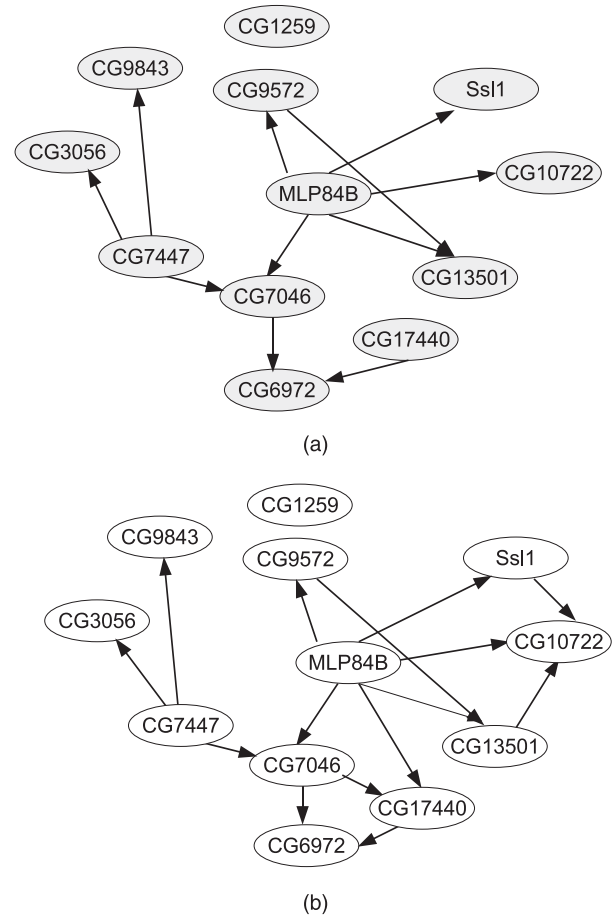 CG1259
CG9843
CG9572
Ssl1
CG3056
CG10722
MLP84B
CG7447
CG13501
CG7046
CG17440
CG6972
(a)
CG1259
CG9843
CG9572
Ssl1
CG3056
CG10722
MLP84B
CG7447
CG13501
CG7046
CG17440
CG6972
(b)